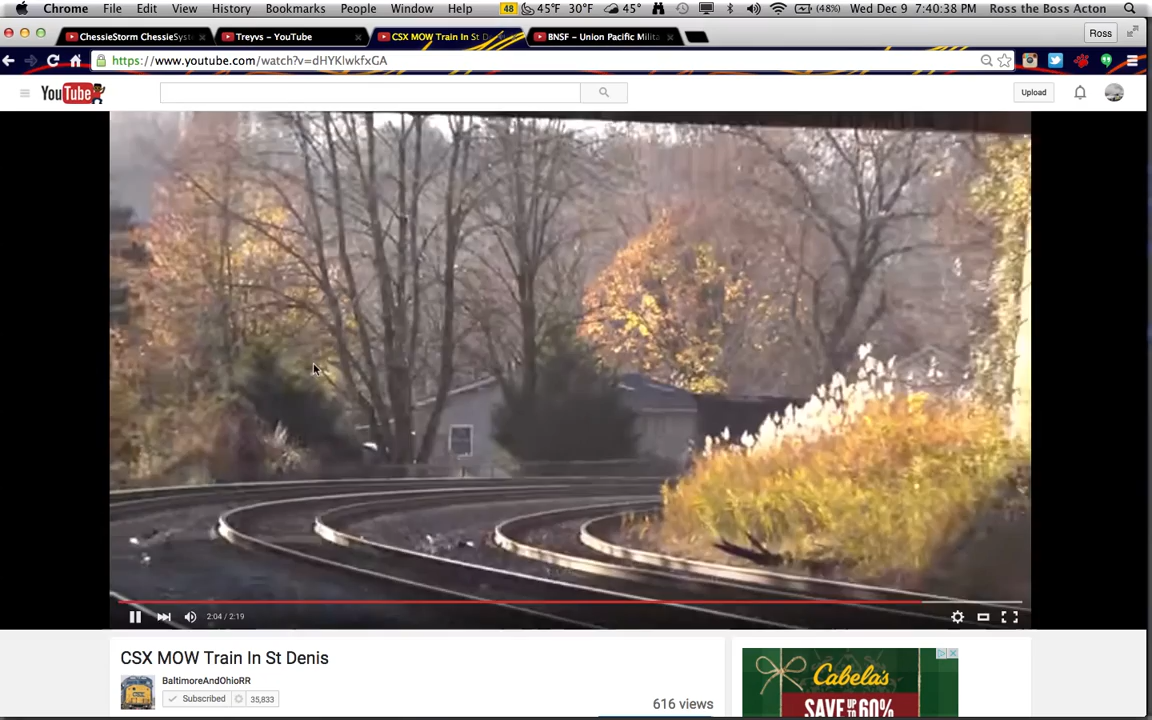 Chrome File Edit View History Bookmarks People Window Help 48 45°F 30°F 45° (48%) Wed Dec 9 7:40:38 PM Ross the Boss Acton
ChessieStorm ChessieSyst
Treyvs - YouTube
CSX MOW Train In St D
BNSF - Union Pacific Milita
Ross
https://www.youtube.com/watch?v=dHYKlwkfxGA
YouTube
Upload
2:04 / 2:19
CSX MOW Train In St Denis
BaltimoreAndOhioRR
CSX
Subscribed 35,833
616 views
Cabela's
SAVE UP TO 60%